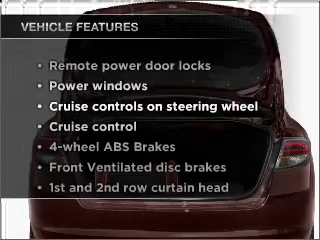 VEHICLE FEATURES
• Remote power door locks
• Power windows
• Cruise controls on steering wheel
• Cruise control
• 4-wheel ABS Brakes
• Front Ventilated disc brakes
• 1st and 2nd row curtain head